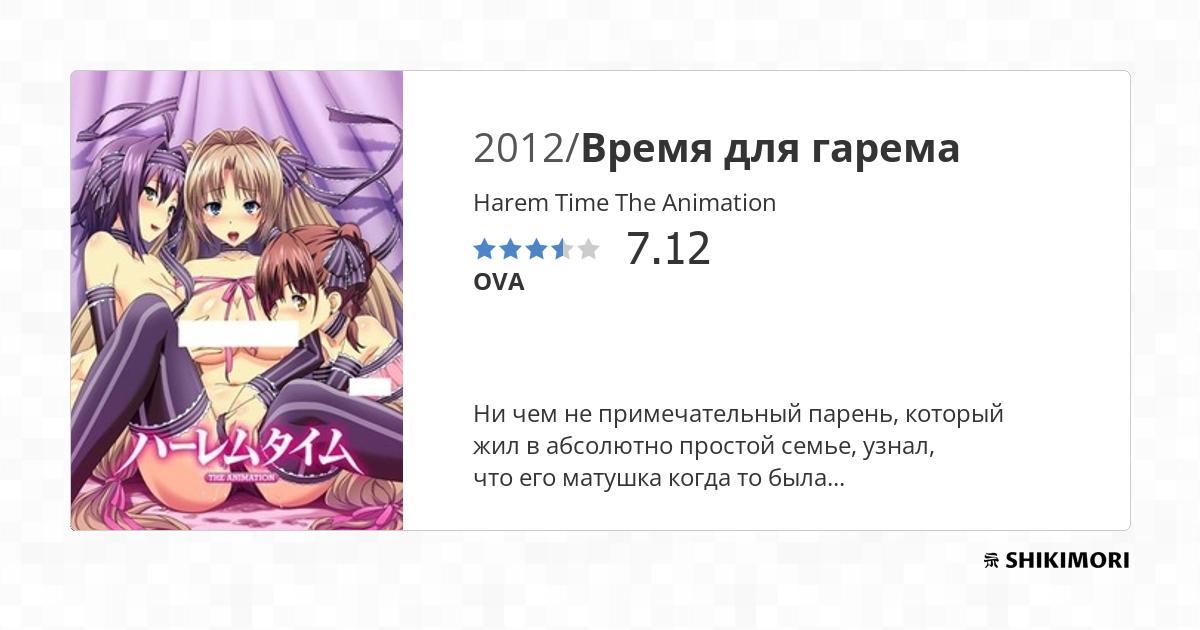 2012/Время для гарема
Harem Time The Animation
7.12
OVA
Ни чем не примечательный парень, который
жил в абсолютно простой семье, узнал,
что его матушка когда то была...
ハーレムタイム
THE ANIMATION
SHIKIMORI